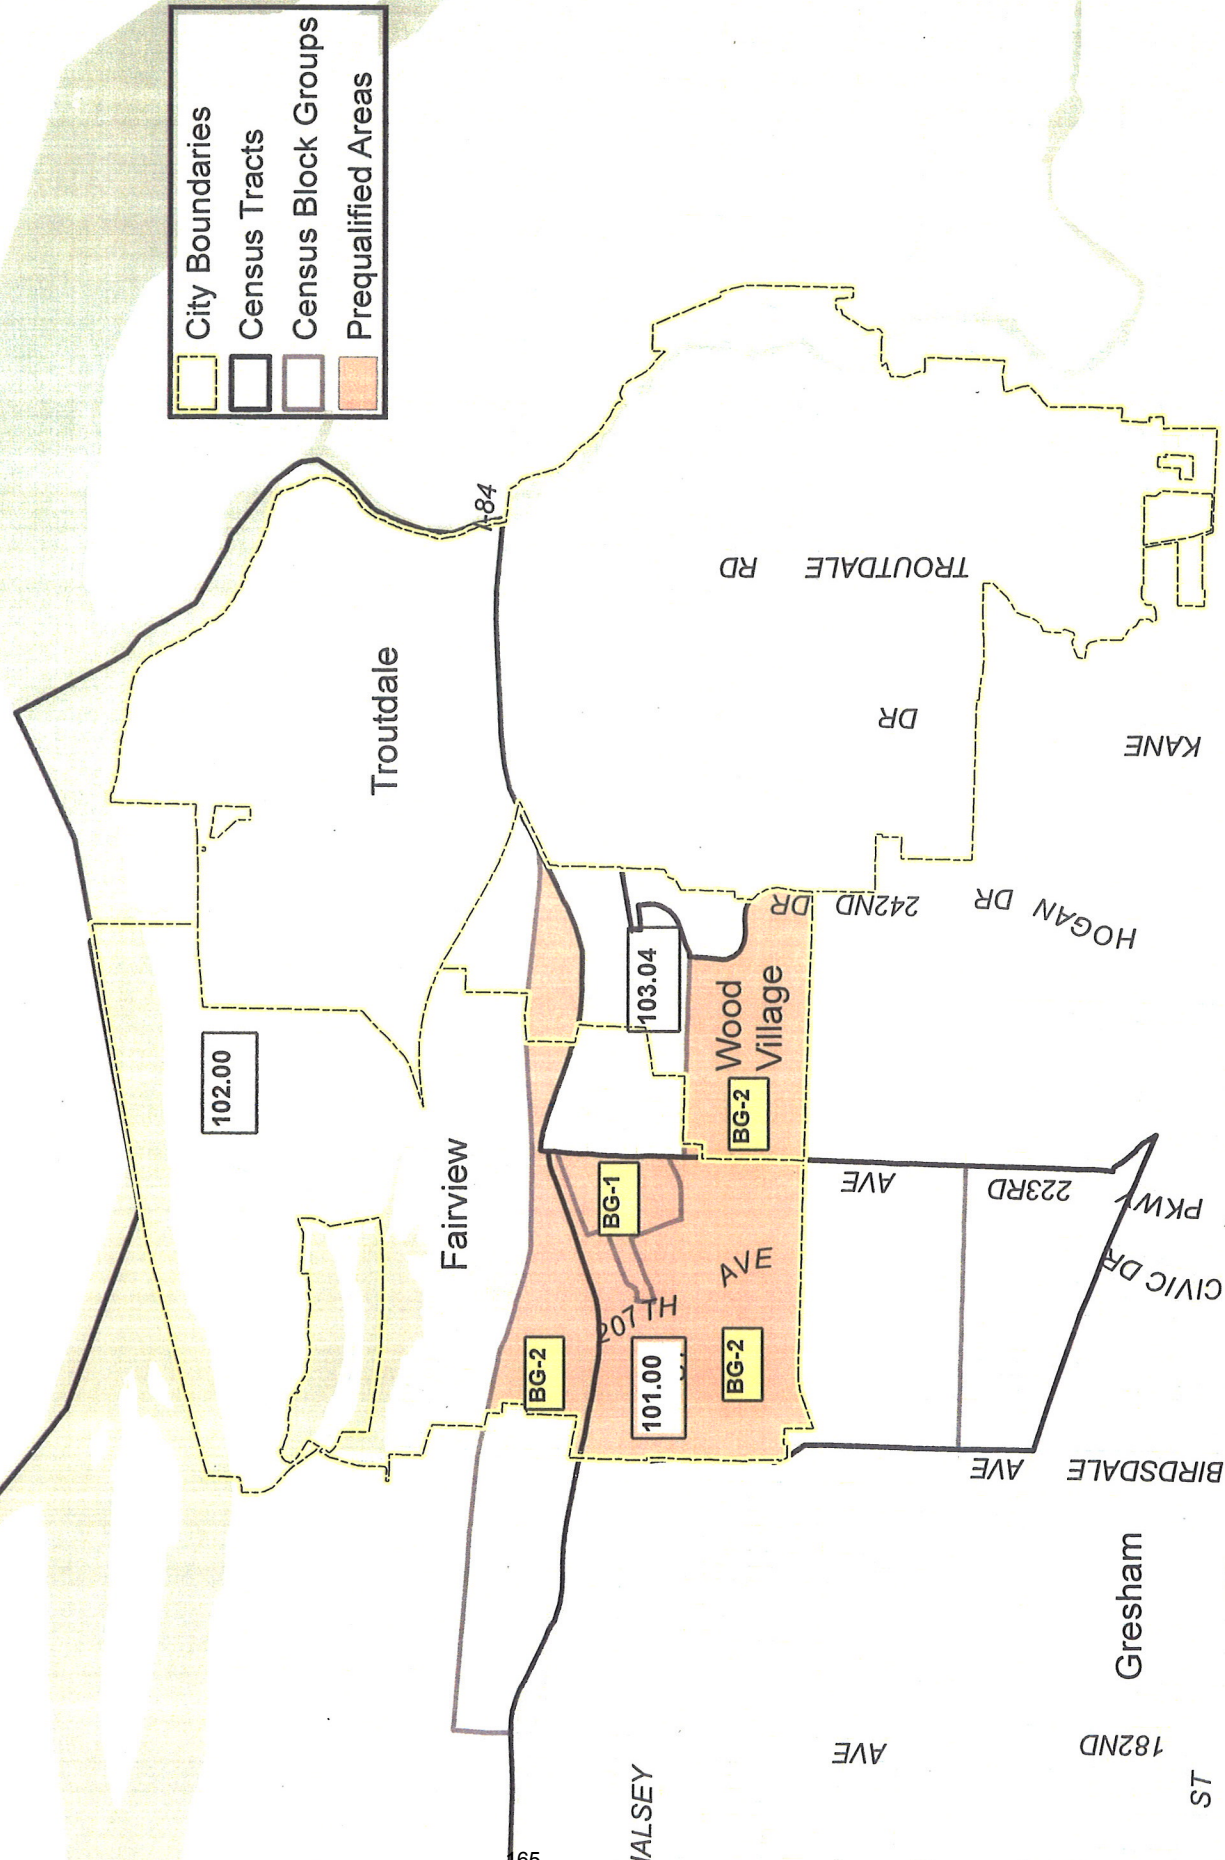 City Boundaries
Census Tracts
Census Block Groups
Prequalified Areas
I-84
Troutdale
TROUTDALE RD
102.00
Fairview
103.04
Wood
Village
BG-2
BG-1
BG-2
101.00
BG-2
207TH AVE
242ND DR
HOGAN DR
DR
KANE
223RD AVE
CIVIC DR
PKWY
BIRDSDALE AVE
Gresham
182ND AVE
HALSEY
ST
165